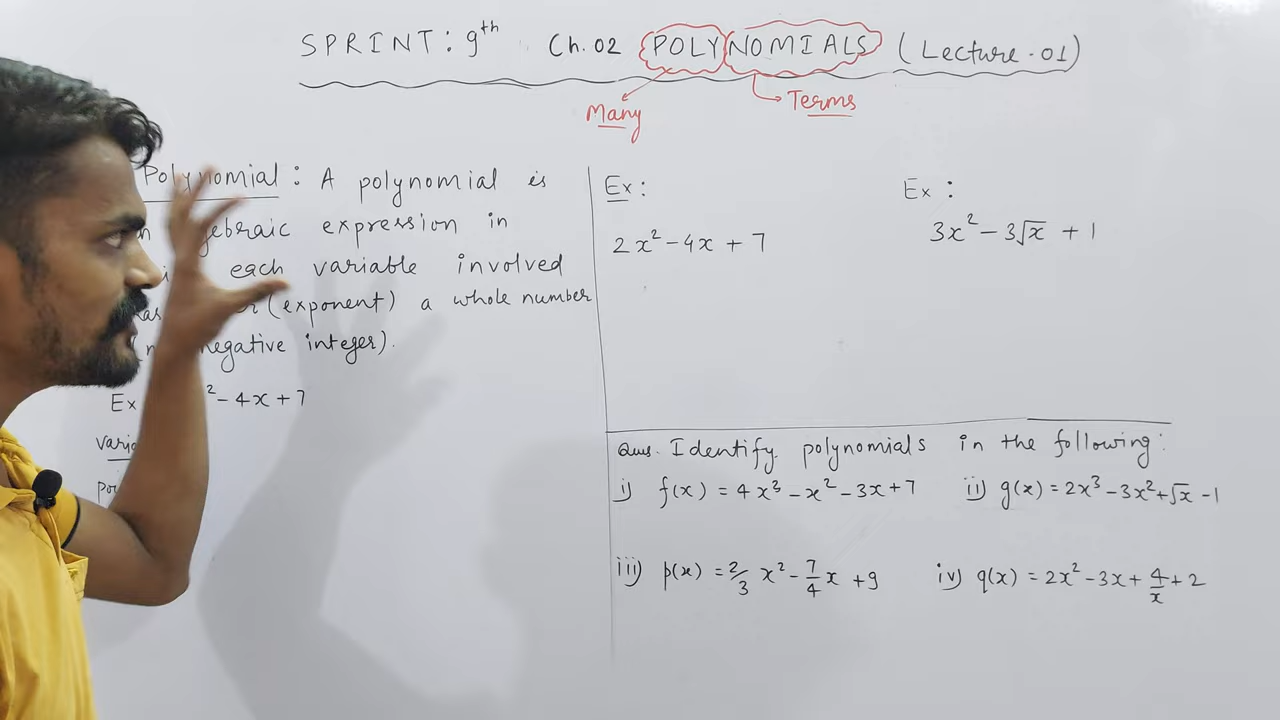 SPRINT: 9th Ch. 02 POLYNOMIALS (Lecture-01)
Many
Terms
Polynomial: A polynomial is
ebraic expression in
each variable involved
(exponent) a whole number
negative integer).
Ex 2 - 4x + 7
Ex:
2x² - 4x + 7
Ex:
3x² - 3√x + 1
Ques. Identify polynomials in the following:
i) f(x) = 4x³ - x² - 3x + 7
ii) g(x) = 2x³ - 3x² + √x - 1
iii) p(x) = 2/3 x² - 7/4 x + 9
iv) q(x) = 2x² - 3x + 4/x + 2